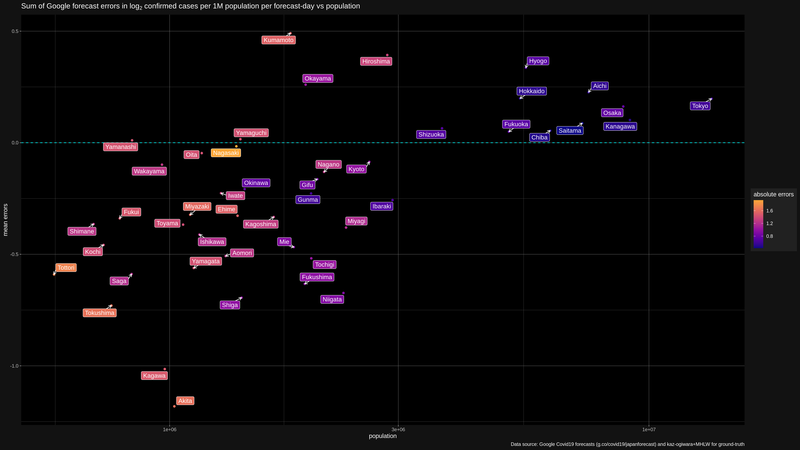 Sum of Google forecast errors in log2 confirmed cases per 1M population per forecast-day vs population
0.5
Kumamoto
Hiroshima
Hyogo
Okayama
Aichi
Hokkaido
Tokyo
Osaka
Fukuoka
Kanagawa
Saitama
Shizuoka
Chiba
Yamaguchi
0.0
Yamanashi
Nagasaki
Oita
Nagano
Kyoto
Wakayama
Okinawa
Gifu
Iwate
Gunma
Ibaraki
Miyazaki
Ehime
Fukui
Toyama
Kagoshima
Miyagi
Shimane
Ishikawa
Mie
Kochi
Aomori
-0.5
Yamagata
Tochigi
Tottori
Saga
Fukushima
Niigata
Shiga
Tokushima
-1.0
Kagawa
Akita
mean errors
absolute errors
1.6
1.2
0.8
1e+06
3e+06
1e+07
population
Data source: Google Covid19 forecasts (g.co/covid19/japanforecast) and kaz-ogiwara+MHLW for ground-truth